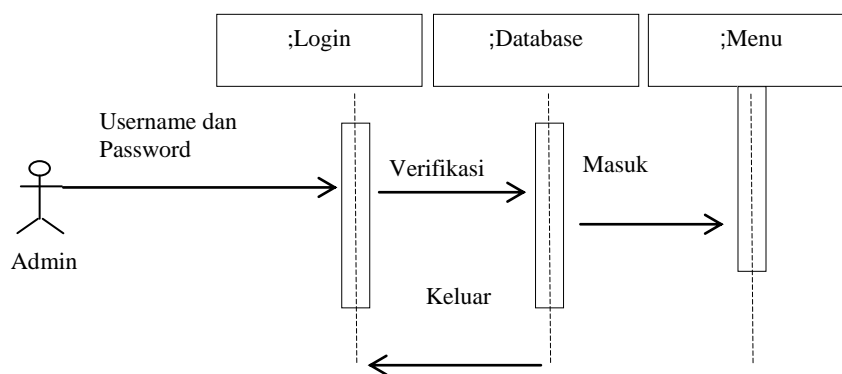 ;Login
;Database
;Menu
Username dan
Password
Verifikasi
Masuk
Admin
Keluar